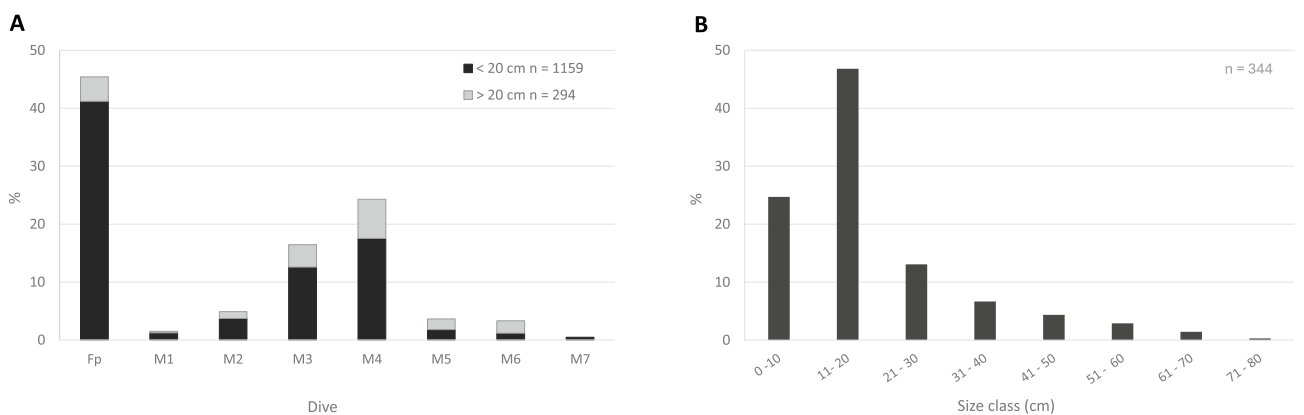 A
50
40
30
20
10
0
%
< 20 cm n = 1159
> 20 cm n = 294
Fp M1 M2 M3 M4 M5 M6 M7
Dive
B
50
40
30
20
10
0
%
n = 344
0 -10 11- 20 21 - 30 31 - 40 41 - 50 51 - 60 61 - 70 71 - 80
Size class (cm)